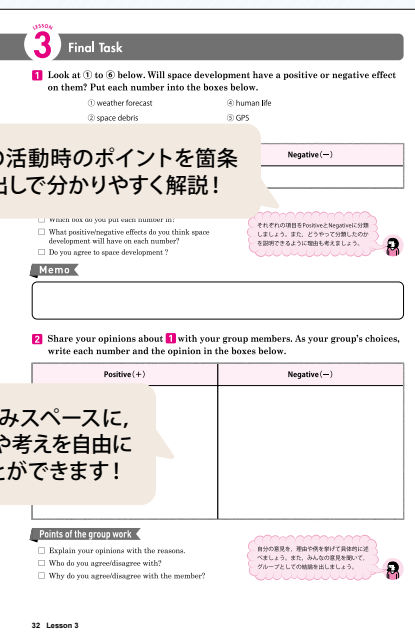 LESSON
3 Final Task
1 Look at ① to ⑥ below. Will space development have a positive or negative effect
on them? Put each number into the boxes below.
① weather forecast ④ human life
② space debris ⑤ GPS
の活動時のポイントを箇条
出しで分かりやすく解説！
Negative(−)
□ Which box do you put each number in?
□ What positive/negative effects do you think space
development will have on each number?
□ Do you agree to space development ?
それぞれの項目をPositiveとNegativeに分類
しましょう。また、どうやって分類したのか
を説明できるように理由も考えましょう。
Memo
2 Share your opinions about 1 with your group members. As your group's choices,
write each number and the opinion in the boxes below.
Positive(+) Negative(−)
みスペースに，
や考えを自由に
とができます！
Points of the group work
□ Explain your opinions with the reasons.
□ Who do you agree/disagree with?
□ Why do you agree/disagree with the member?
自分の意見を、理由や例を挙げて具体的に述
べましょう。また、みんなの意見を聞いて、
グループとしての結論を出しましょう。
32 Lesson 3